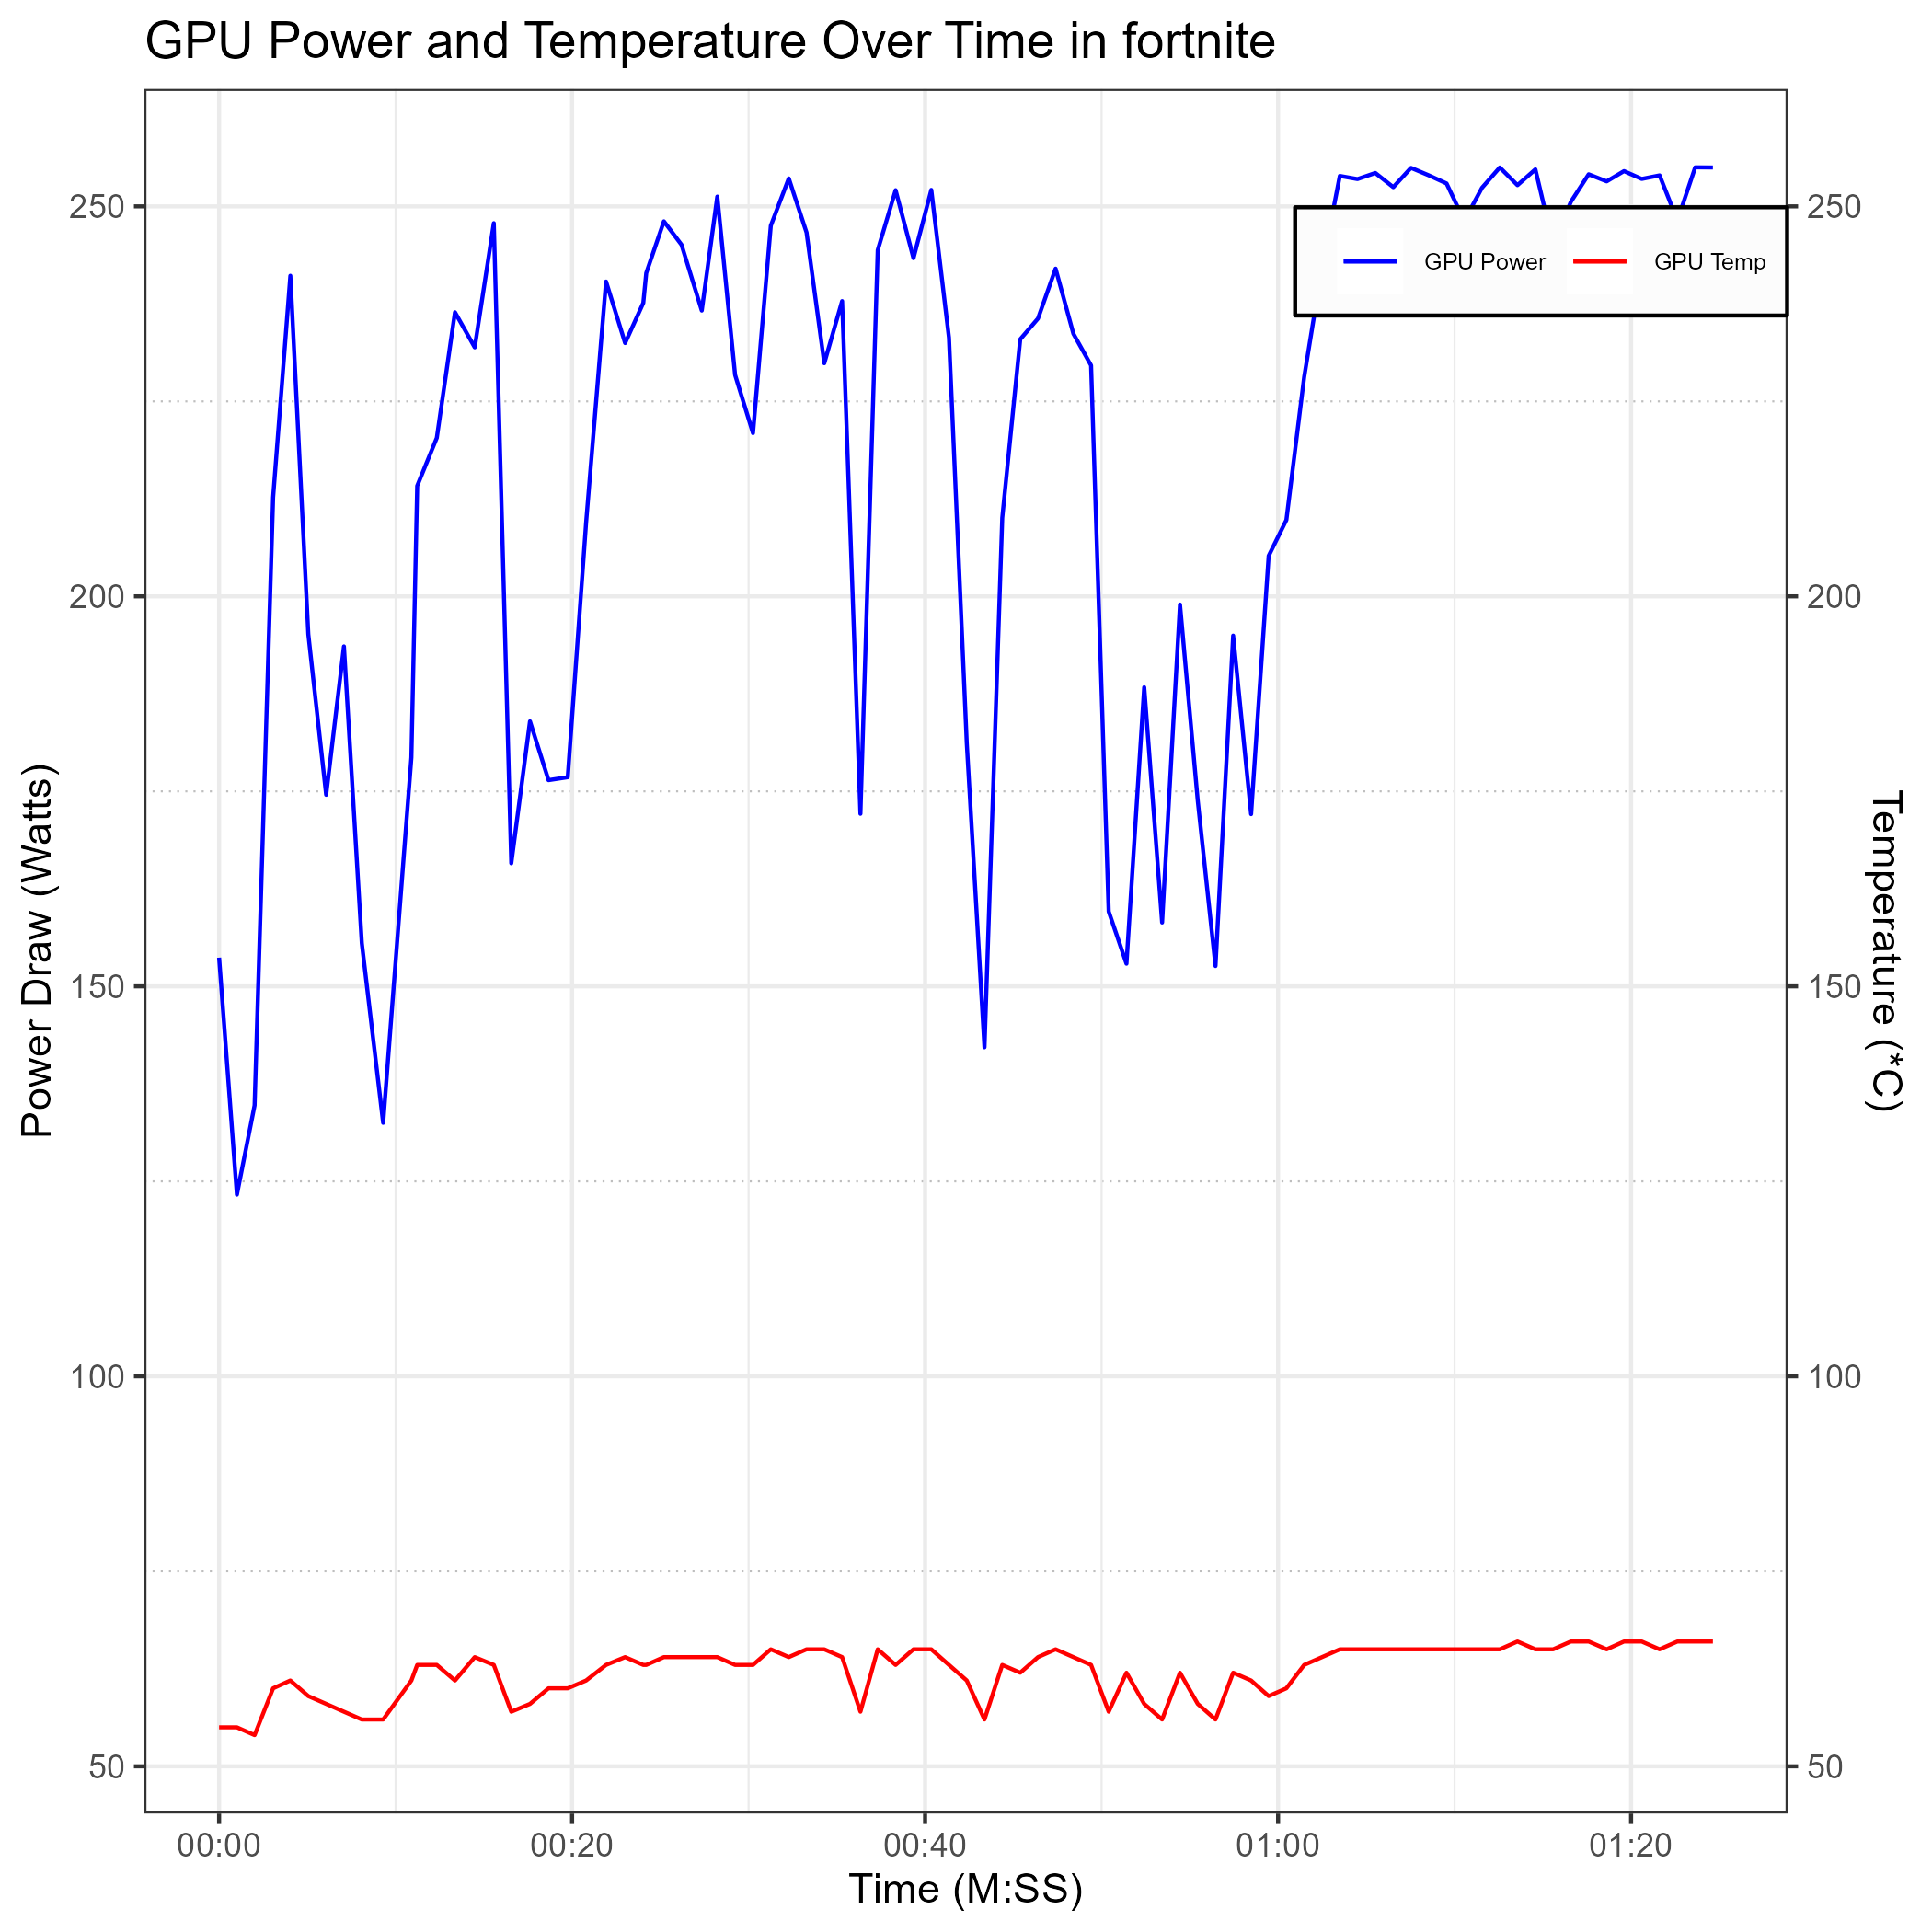 GPU Power and Temperature Over Time in fortnite
250
200
150
100
50
Power Draw (Watts)
GPU Power GPU Temp
250
200
150
100
50
Temperature (*C)
00:00 00:20 00:40 01:00 01:20
Time (M:SS)